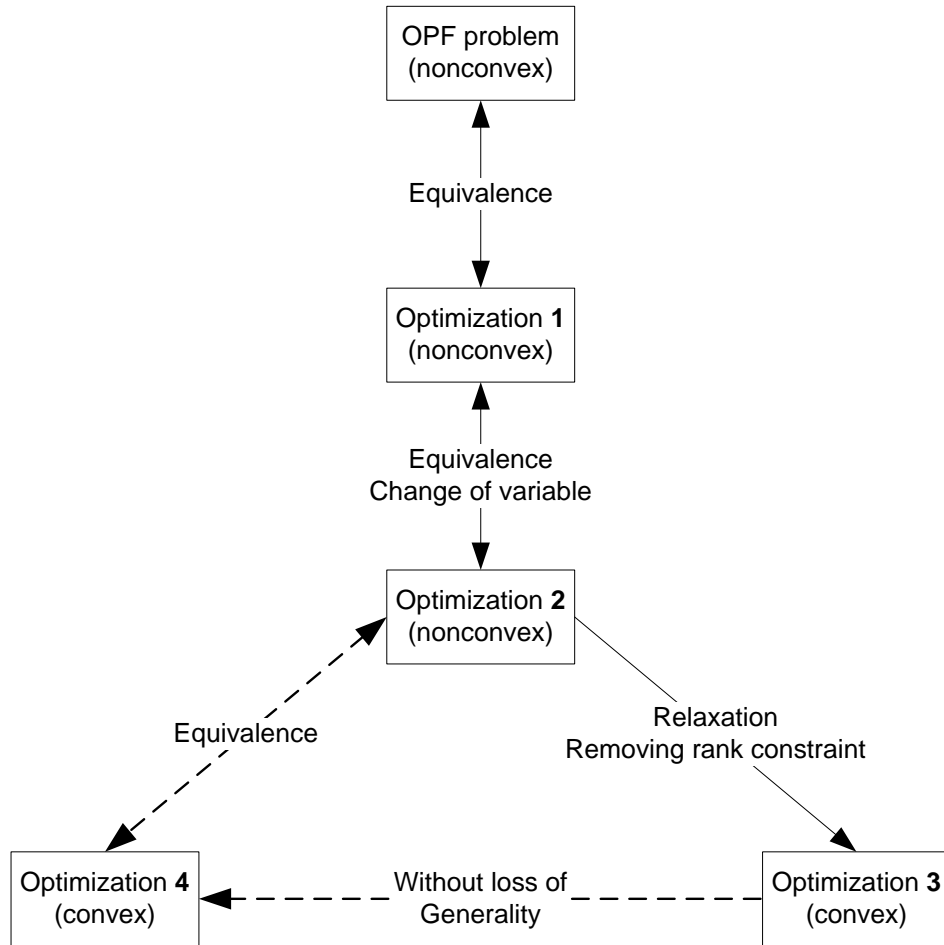 OPF problem
(nonconvex)
Equivalence
Optimization 1
(nonconvex)
Equivalence
Change of variable
Optimization 2
(nonconvex)
Equivalence
Relaxation
Removing rank constraint
Optimization 4
(convex)
Without loss of
Generality
Optimization 3
(convex)